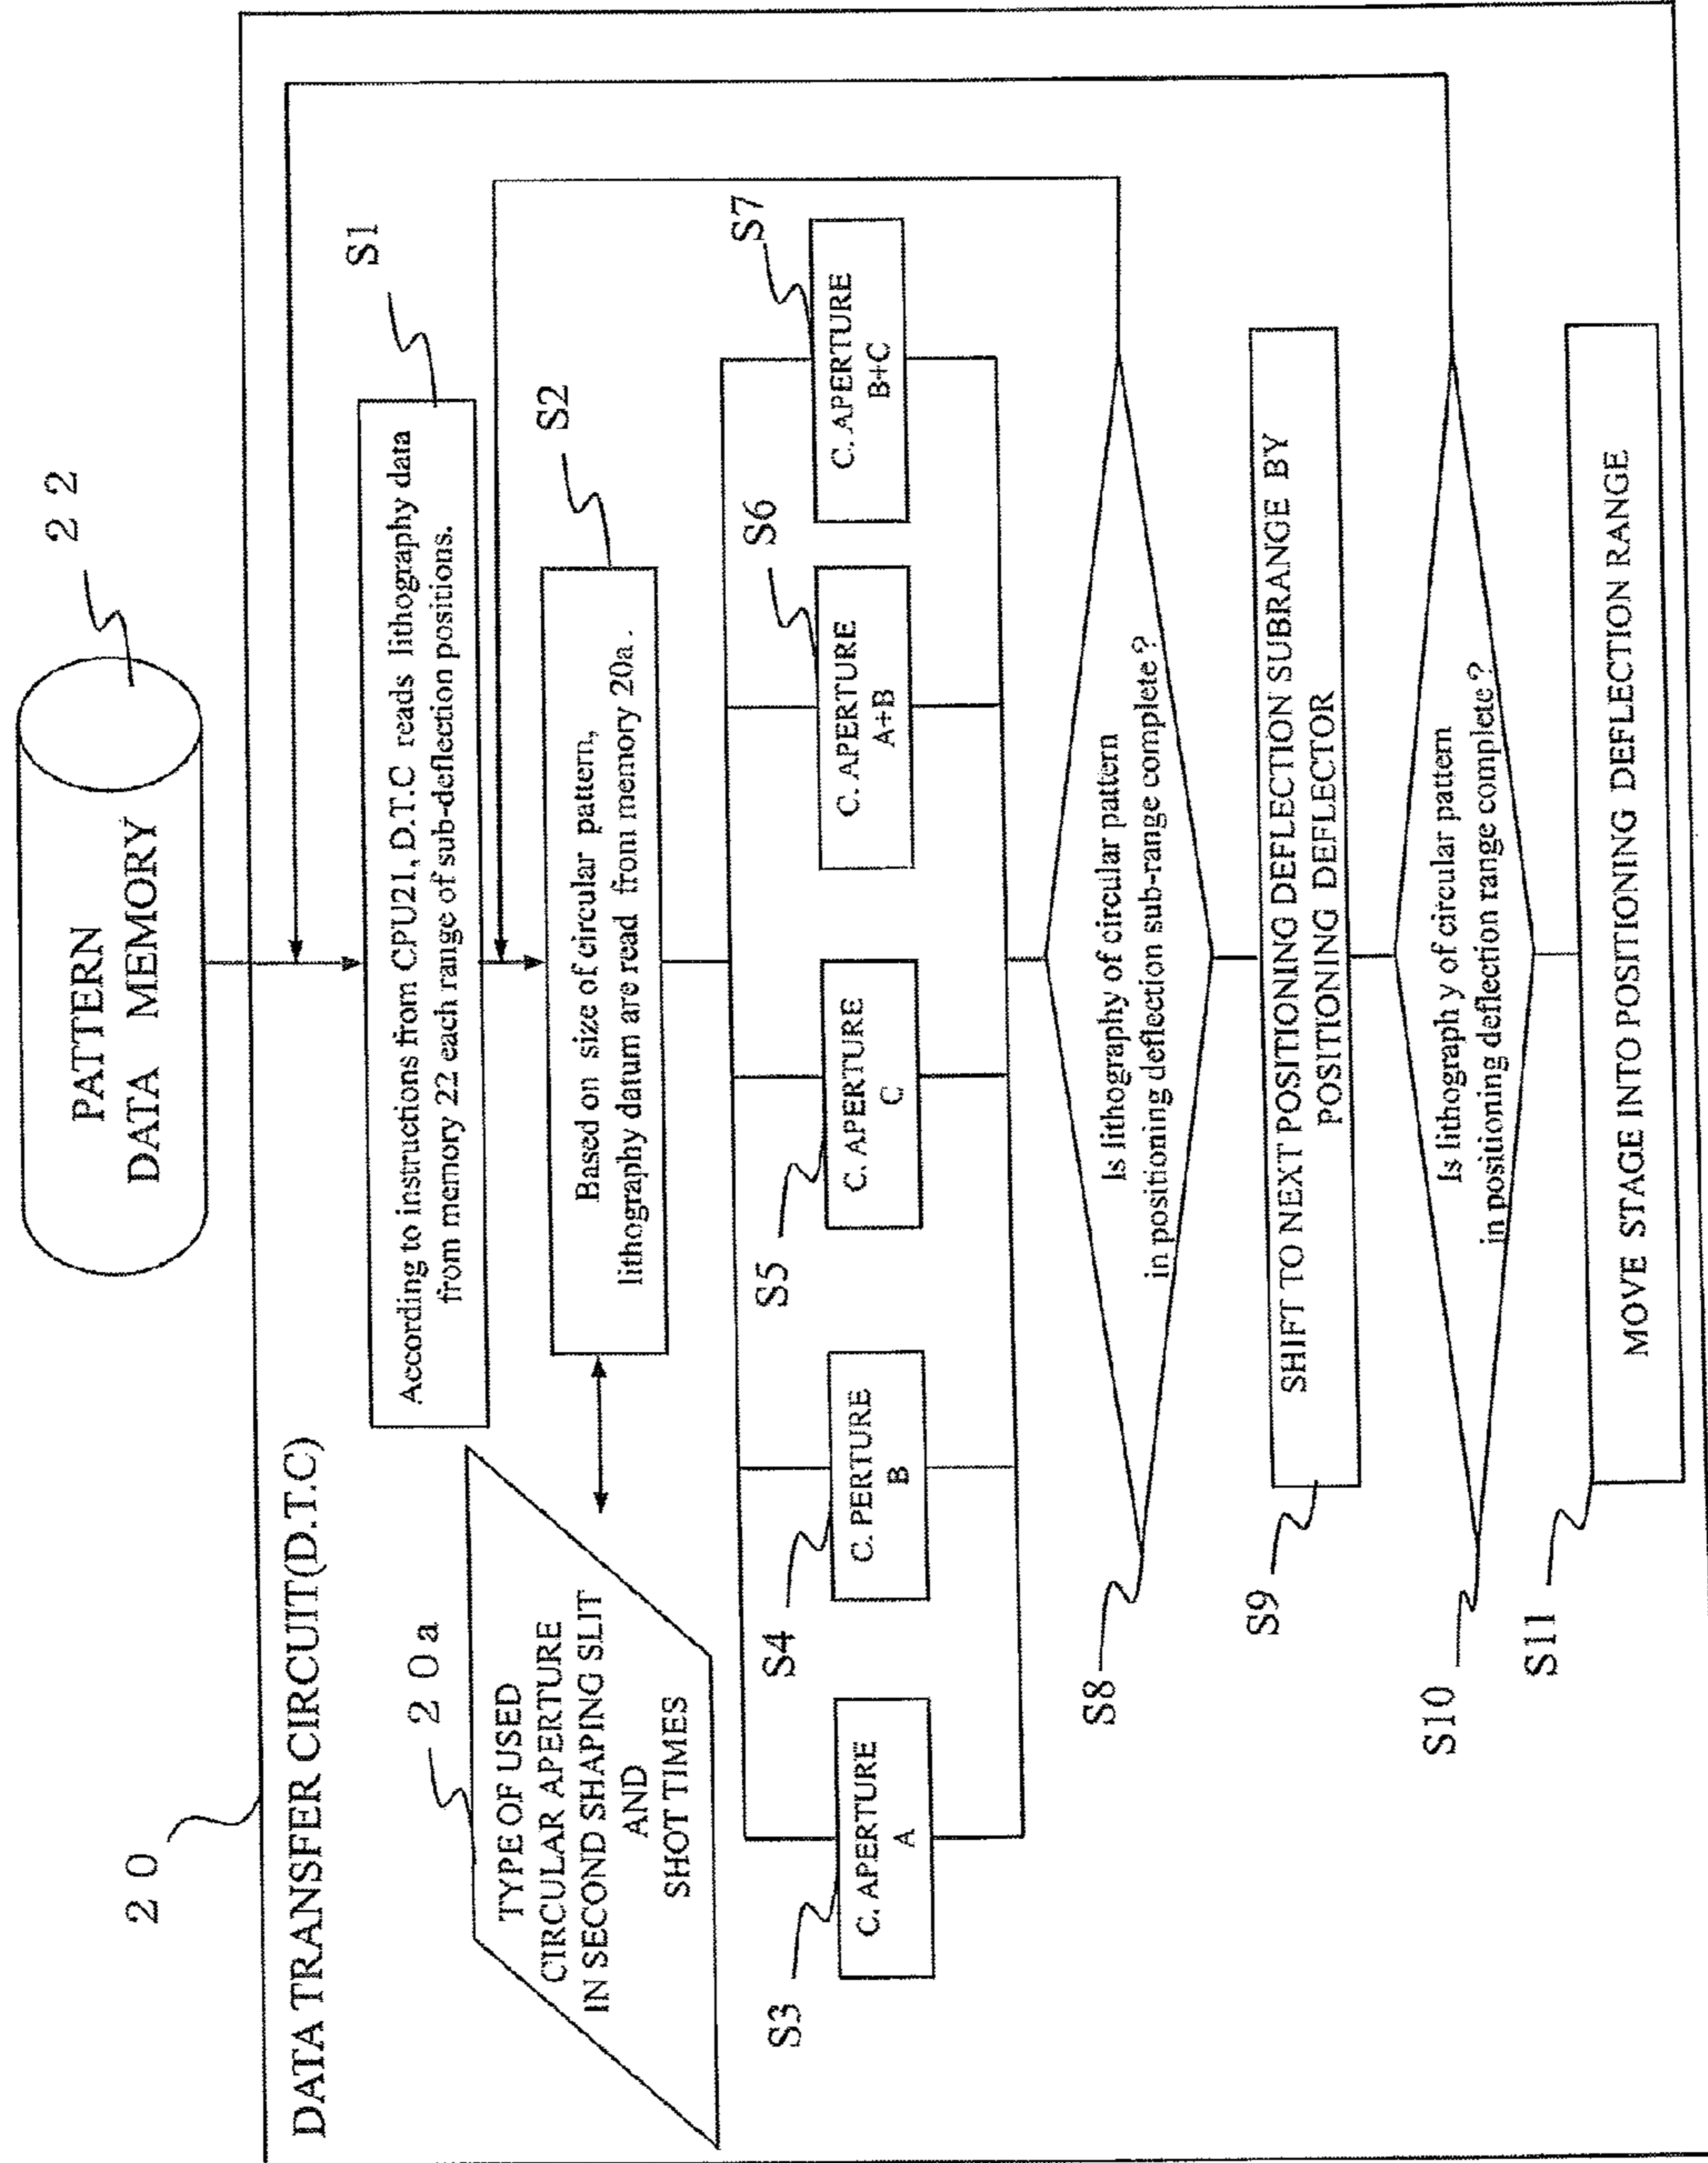 22
PATTERN
DATA MEMORY
20
DATA TRANSFER CIRCUIT(D.T.C)
S1
According to instructions from CPU21, D.T.C reads lithography data
from memory 22 each range of sub-deflection positions.
20a
TYPE OF USED
CIRCULAR APERTURE
IN SECOND SHAPING SLIT
AND
SHOT TIMES
S2
Based on size of circular pattern,
lithography datum are read from memory 20a.
S3
C. APERTURE
A
S4
C. PERTURE
B
S5
C. APERTURE
C
S6
C. APERTURE
A+B
S7
C. APERTURE
B+C
S8
Is lithography of circular pattern
in positioning deflection sub-range complete?
S9
SHIFT TO NEXT POSITIONING DEFLECTION SUBRANGE BY
POSITIONING DEFLECTOR
S10
Is lithograph y of circular pattern
in positioning deflection range complete?
S11
MOVE STAGE INTO POSITIONING DEFLECTION RANGE